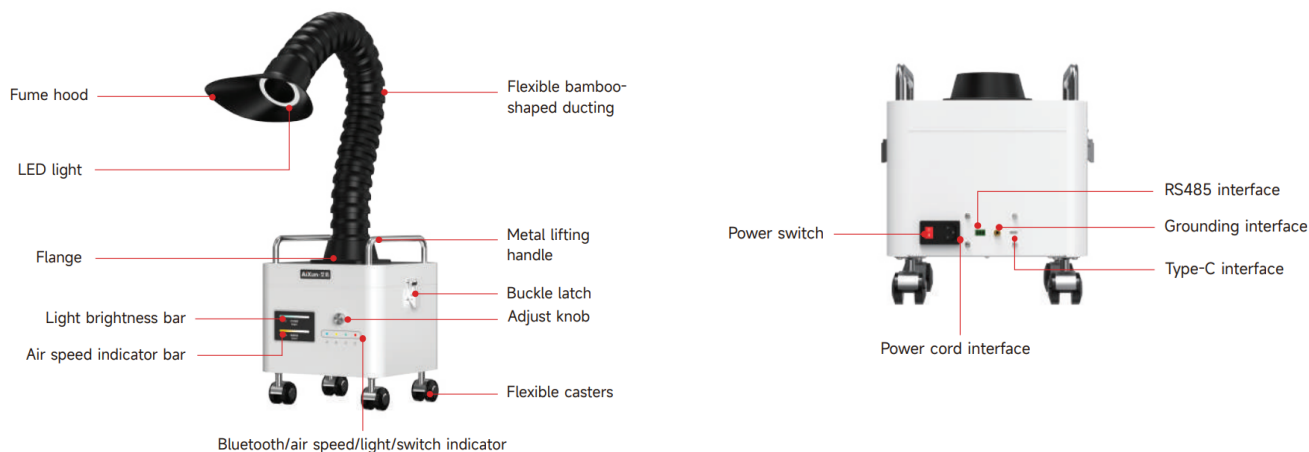 Fume hood
LED light
Flange
Light brightness bar
Air speed indicator bar
Flexible bamboo-
shaped ducting
Metal lifting
handle
Buckle latch
Adjust knob
Flexible casters
Bluetooth/air speed/light/switch indicator
AiXun
Power switch
RS485 interface
Grounding interface
Type-C interface
Power cord interface